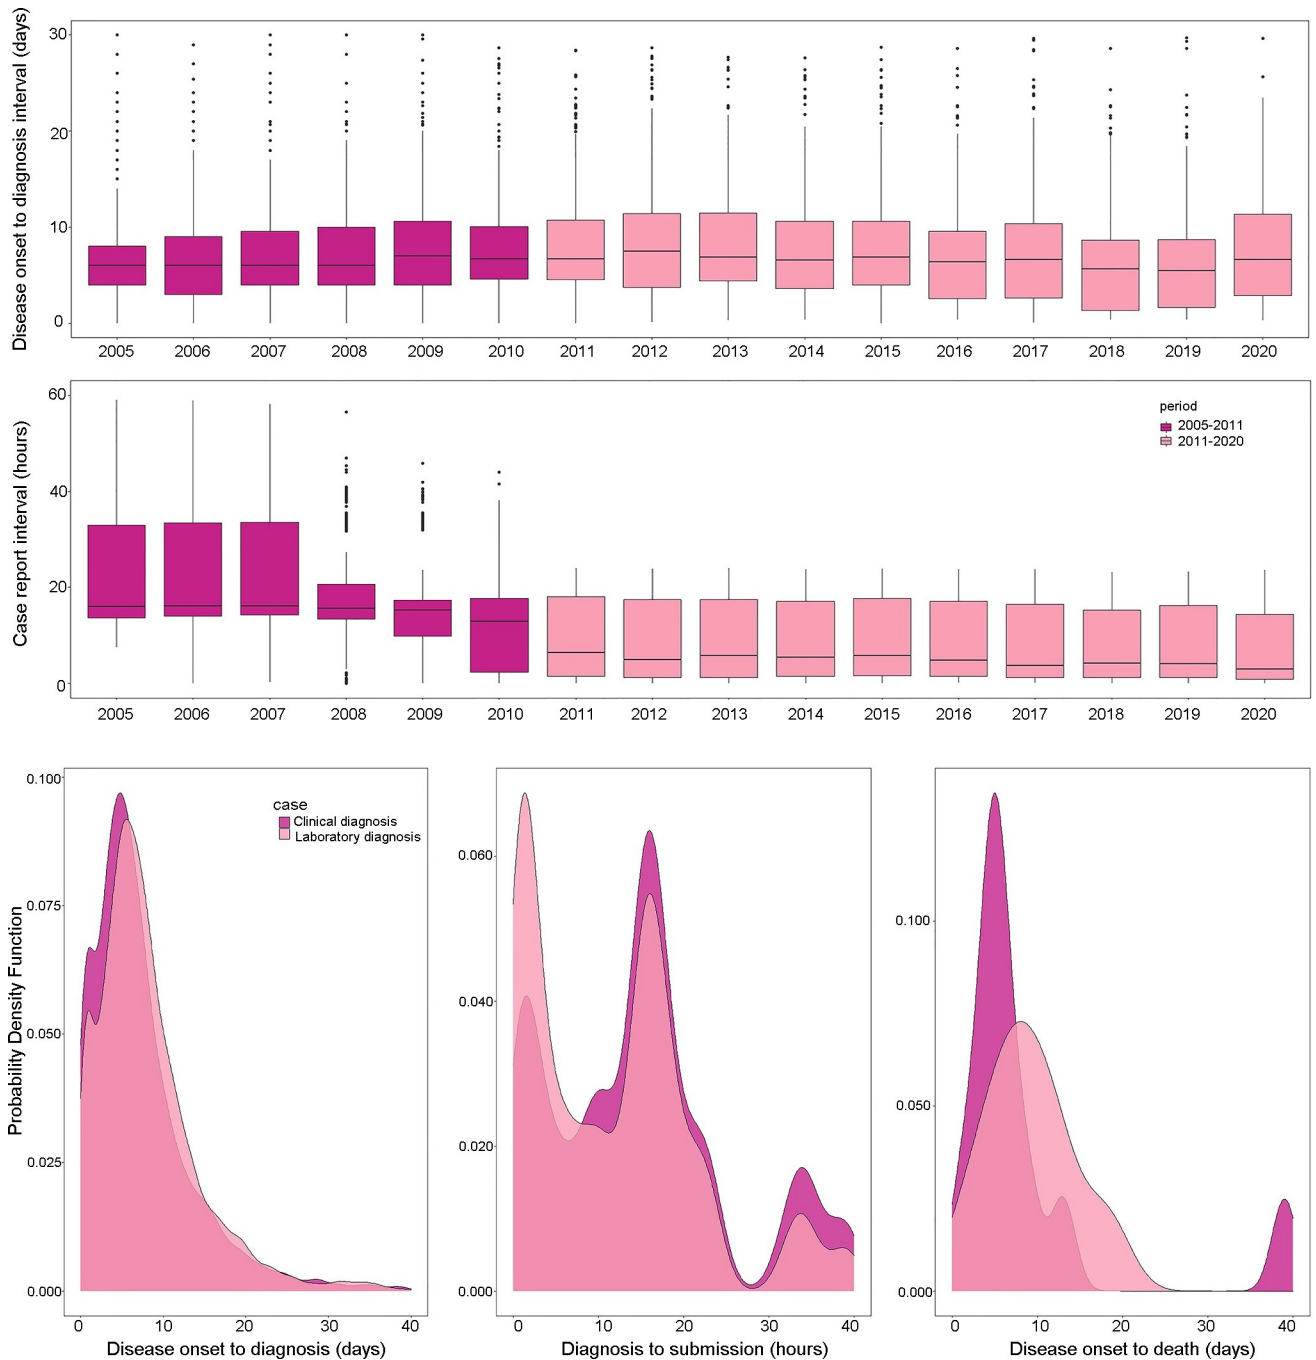 Disease onset to diagnosis interval (days)
30
20
10
0
2005 2006 2007 2008 2009 2010 2011 2012 2013 2014 2015 2016 2017 2018 2019 2020
Case report interval (hours)
60
40
20
0
period
2005-2011
2011-2020
2005 2006 2007 2008 2009 2010 2011 2012 2013 2014 2015 2016 2017 2018 2019 2020
Probability Density Function
0.100
0.075
0.050
0.025
0.000
case
Clinical diagnosis
Laboratory diagnosis
0 10 20 30 40
Disease onset to diagnosis (days)
0.060
0.040
0.020
0.000
0 10 20 30 40
Diagnosis to submission (hours)
0.100
0.050
0.000
0 10 20 30 40
Disease onset to death (days)